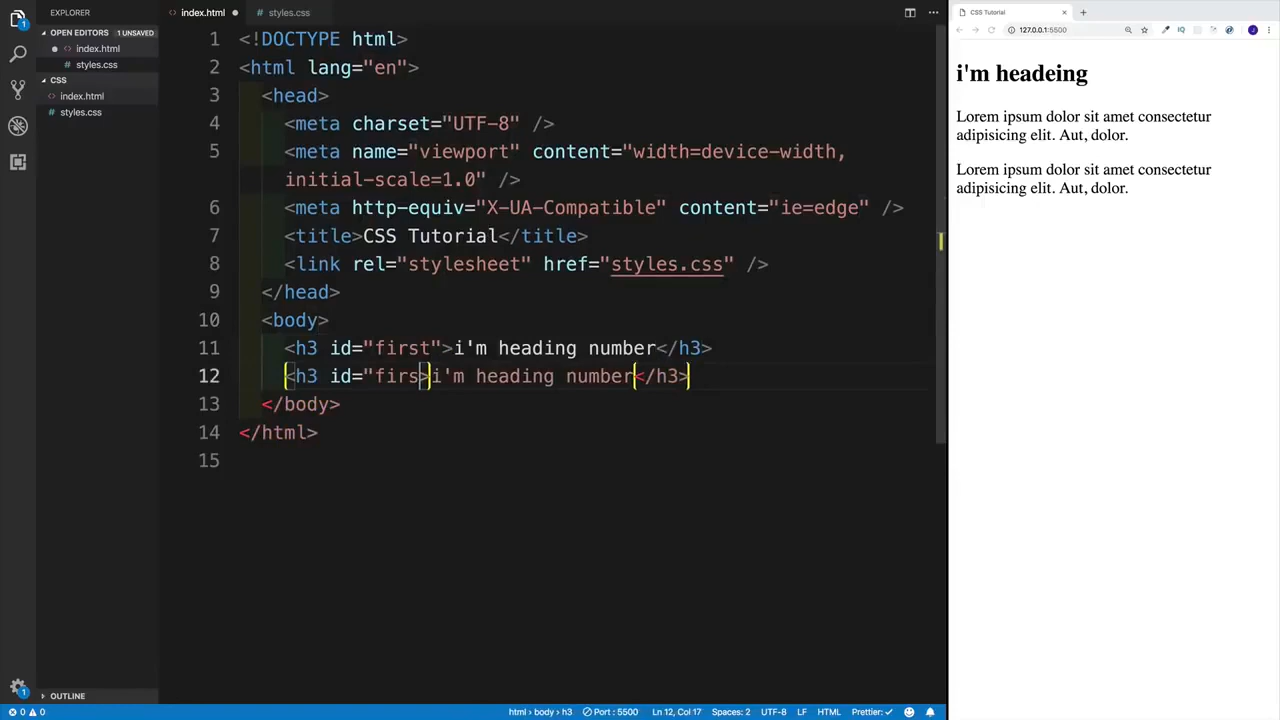 EXPLORER
OPEN EDITORS 1 UNSAVED
index.html
styles.css
CSS
index.html
styles.css
OUTLINE
1
1
index.html
styles.css
1 <!DOCTYPE html>
2 <html lang="en">
3 <head>
4 <meta charset="UTF-8" />
5 <meta name="viewport" content="width=device-width,
initial-scale=1.0" />
6 <meta http-equiv="X-UA-Compatible" content="ie=edge" />
7 <title>CSS Tutorial</title>
8 <link rel="stylesheet" href="styles.css" />
9 </head>
10 <body>
11 <h3 id="first">i'm heading number</h3>
12 <h3 id="firs>i'm heading number</h3>
13 </body>
14 </html>
15
CSS Tutorial
127.0.0.1:5500
IQ
J
i'm headeing
Lorem ipsum dolor sit amet consectetur
adipisicing elit. Aut, dolor.
Lorem ipsum dolor sit amet consectetur
adipisicing elit. Aut, dolor.
0 0 html › body › h3 Port : 5500 Ln 12, Col 17 Spaces: 2 UTF-8 LF HTML Prettier: ✓